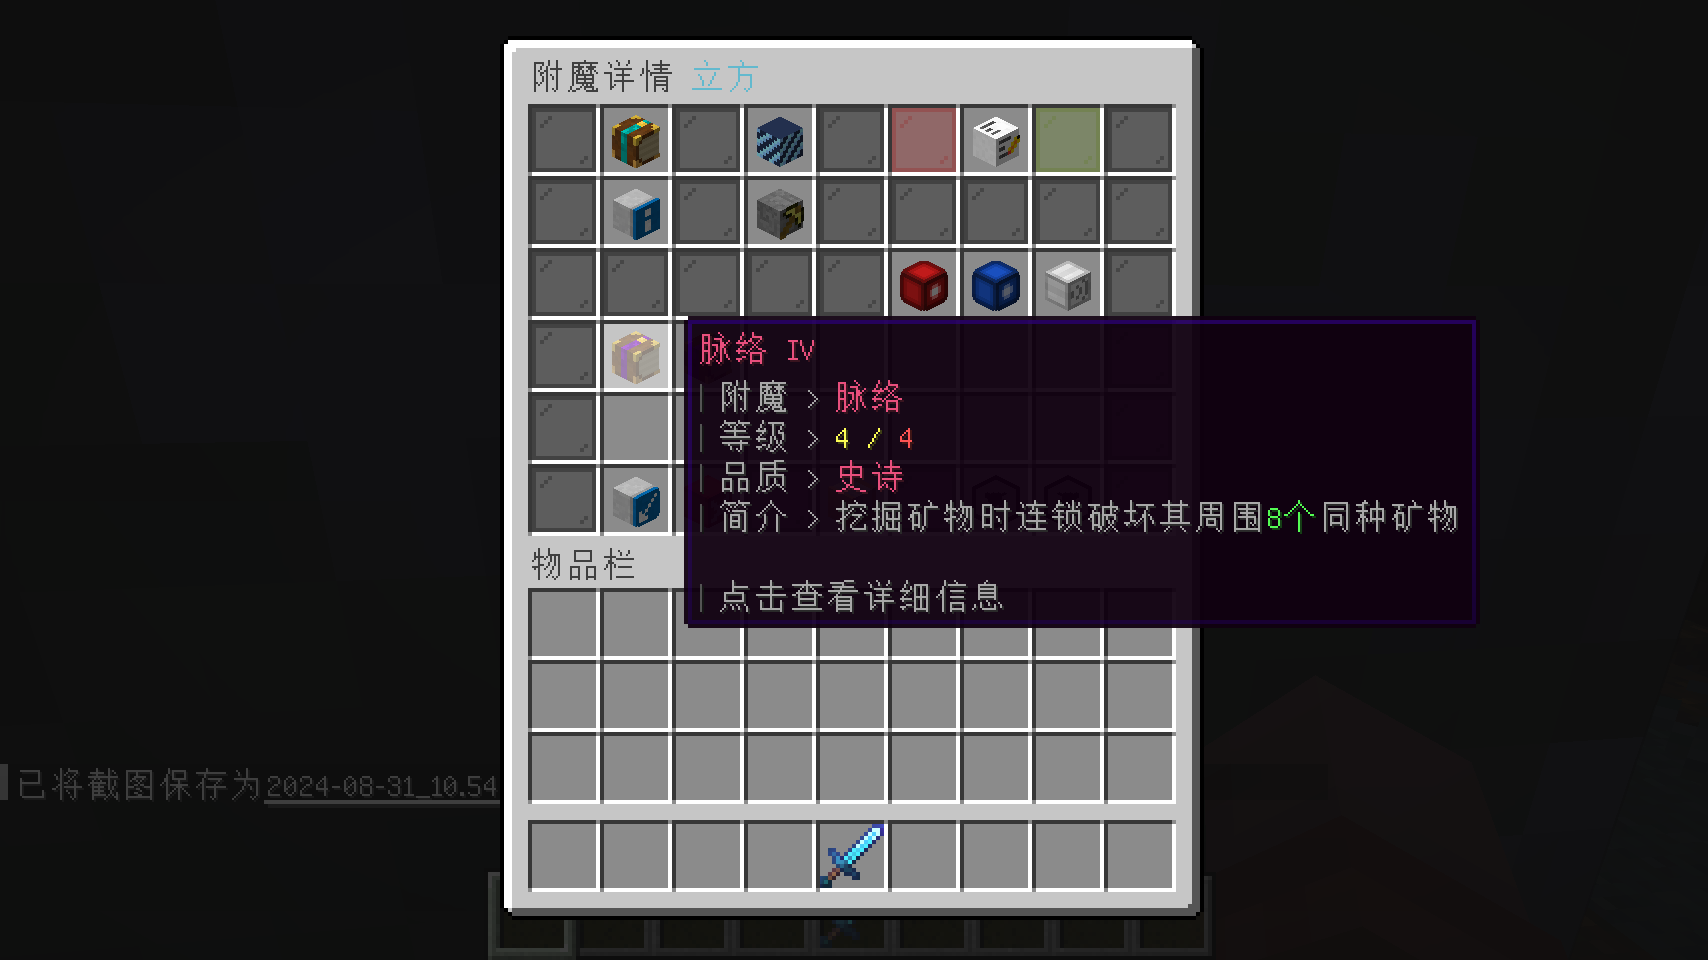 附魔详情 立方
脉络 IV
| 附魔 > 脉络
| 等级 > 4 / 4
| 品质 > 史诗
| 简介 > 挖掘矿物时连锁破坏其周围8个同种矿物
| 点击查看详细信息
物品栏
已将截图保存为2024-08-31_10.54